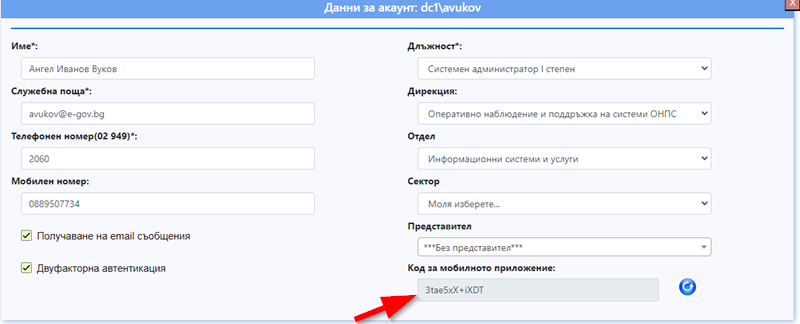 Данни за акаунт: dc1\avukov
X
Име*:
Ангел Иванов Вуков
Служебна поща*:
avukov@e-gov.bg
Телефонен номер(02 949)*:
2060
Мобилен номер:
0889507734
Получаване на email съобщения
Двуфакторна автентикация
Длъжност*:
Системен администратор I степен
Дирекция:
Оперативно наблюдение и поддръжка на системи ОНПС
Отдел
Информационни системи и услуги
Сектор
Моля изберете...
Представител
***Без представител***
Код за мобилното приложение:
3tae5xX+iXDT